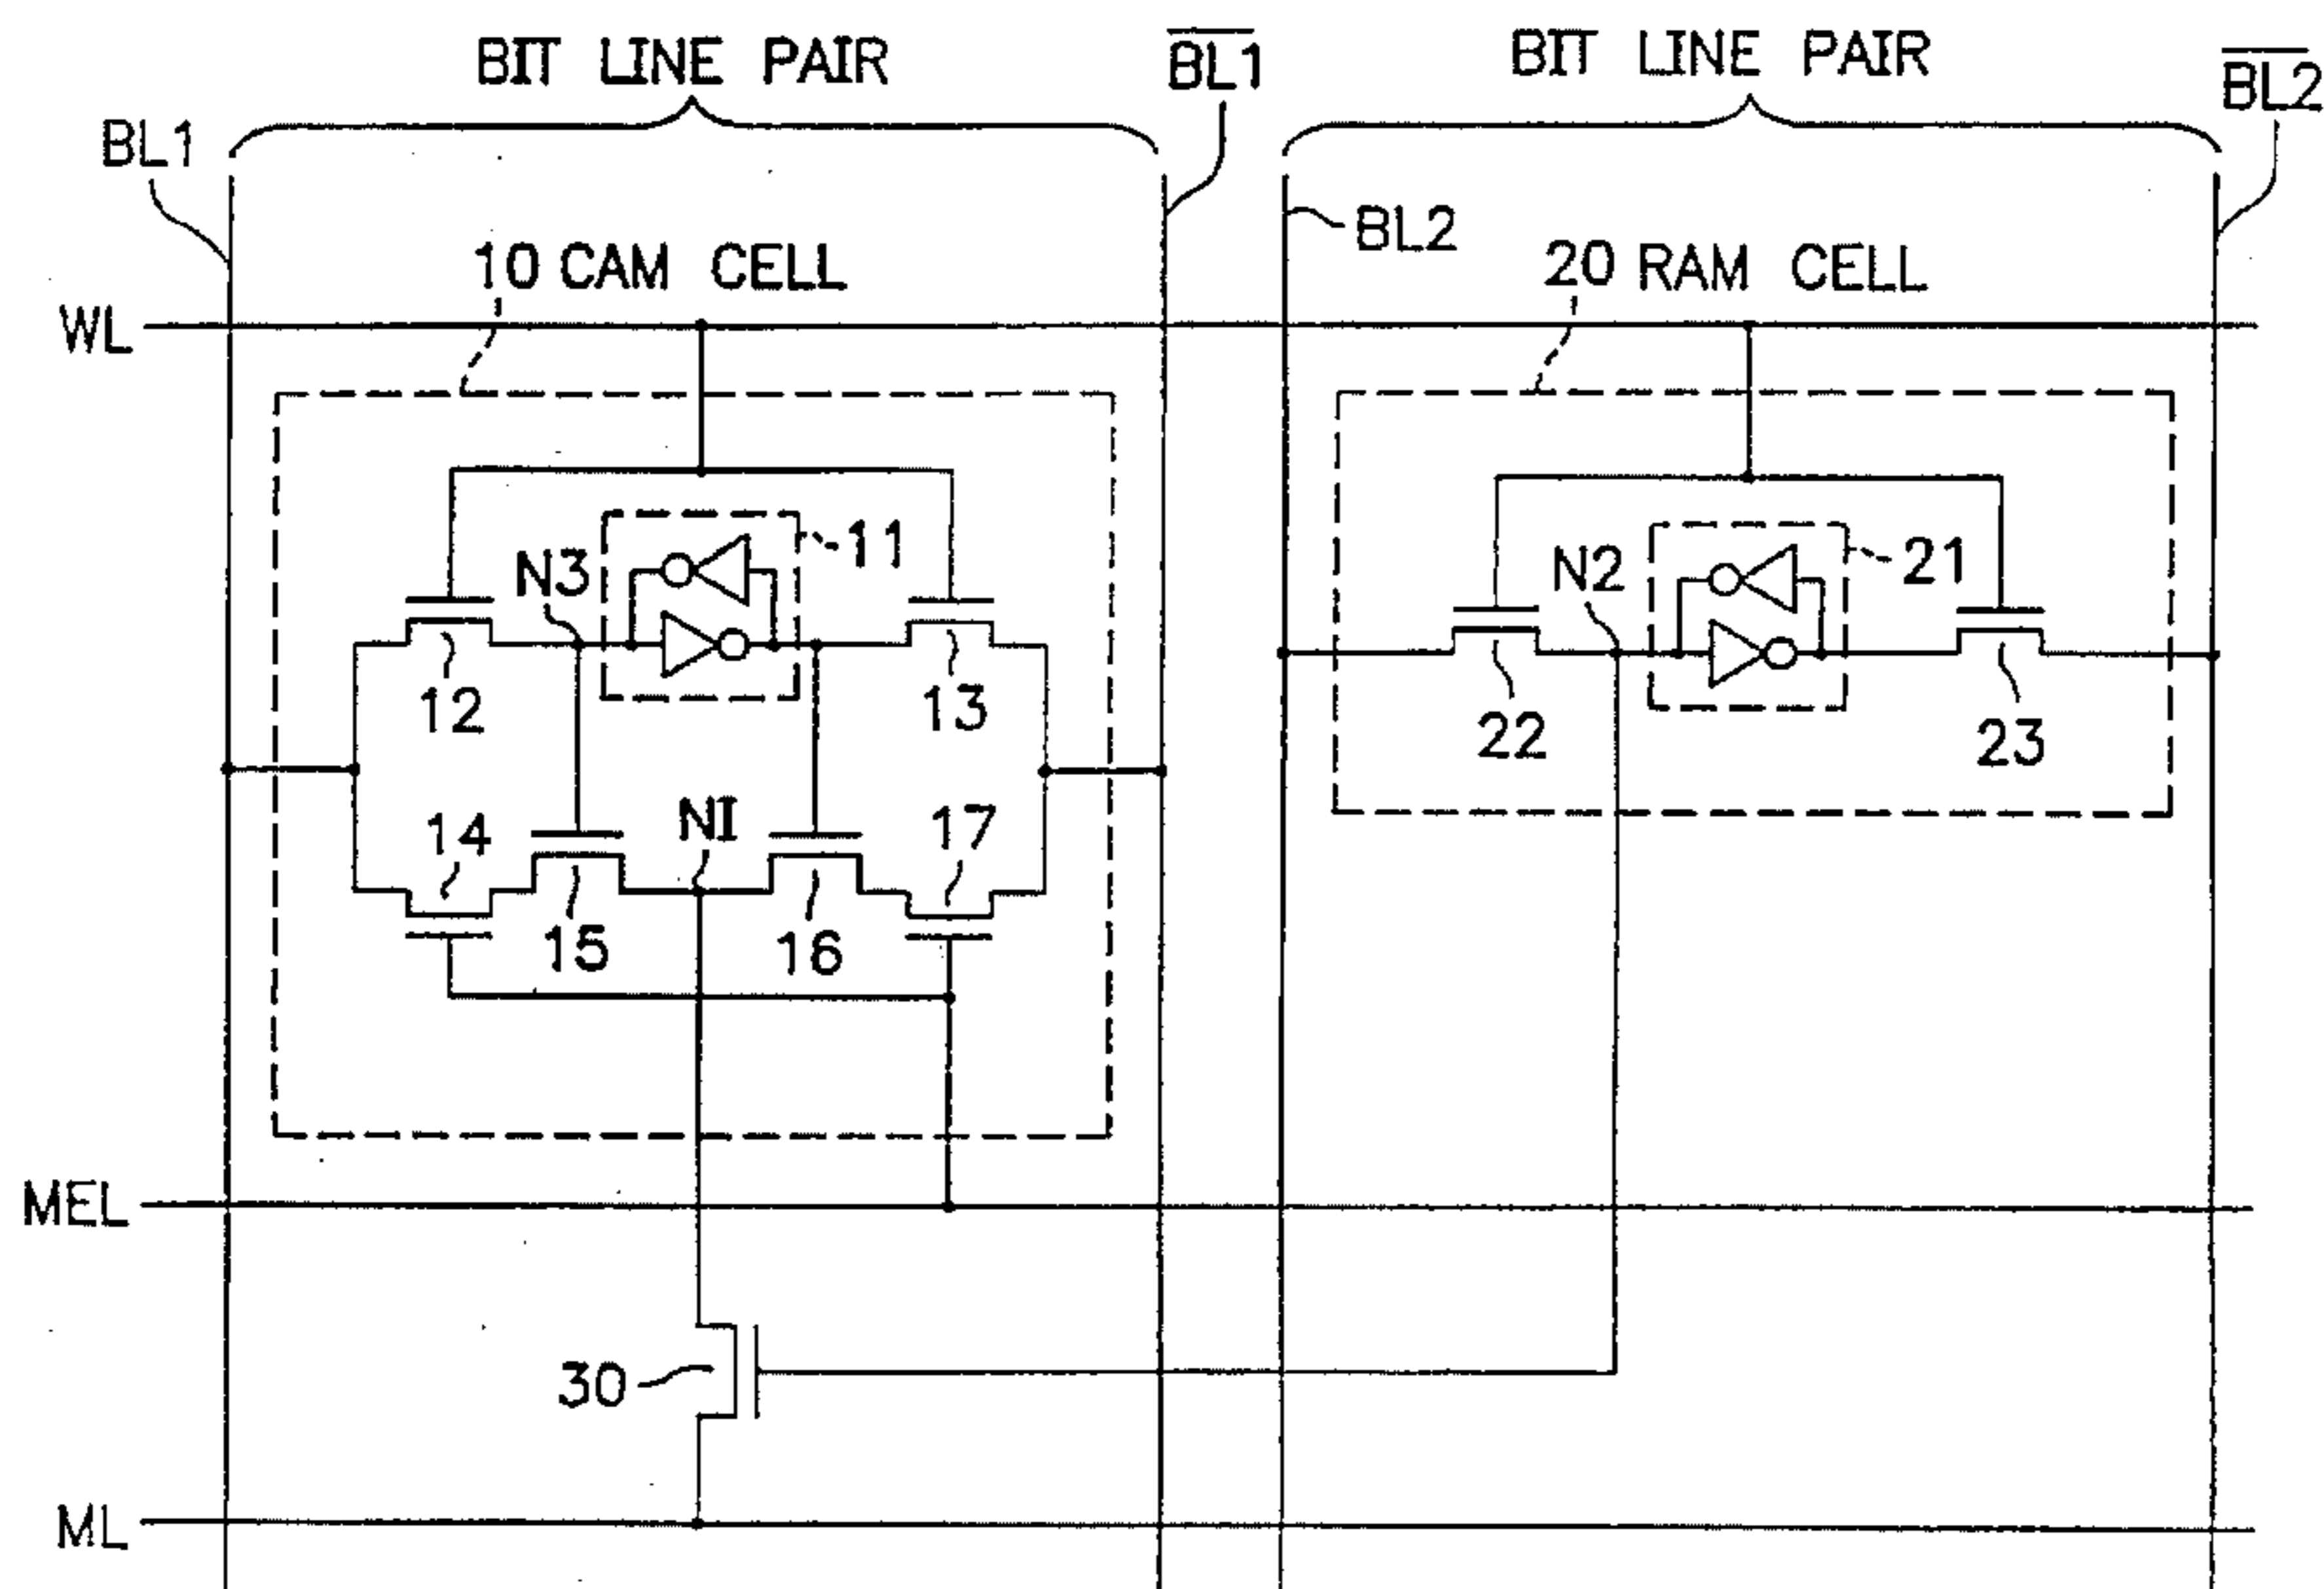 BIT LINE PAIR
BIT LINE PAIR
BL1
BL1
BL2
BL2
10 CAM CELL
20 RAM CELL
WL
N3
11
N2
21
12
13
22
23
14
NI
17
15
16
MEL
30
ML